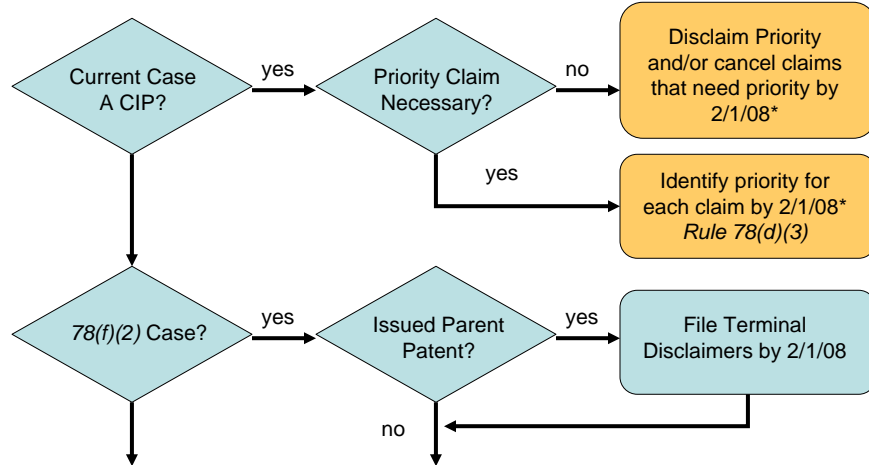 Current Case
A CIP?
yes
Priority Claim
Necessary?
no
Disclaim Priority
and/or cancel claims
that need priority by
2/1/08*
yes
Identify priority for
each claim by 2/1/08*
Rule 78(d)(3)
78(f)(2) Case?
yes
Issued Parent
Patent?
yes
File Terminal
Disclaimers by 2/1/08
no